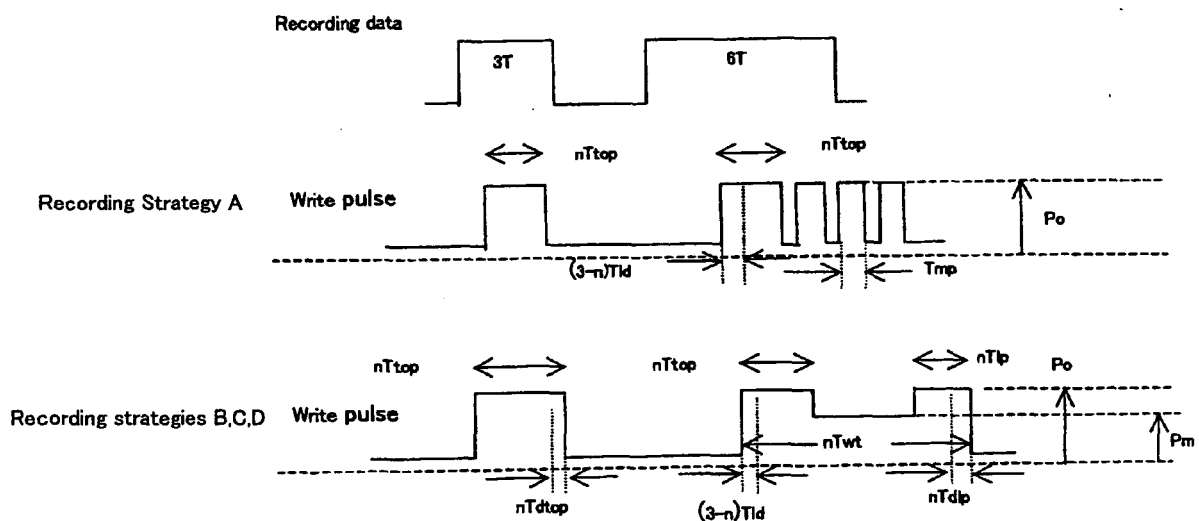 Recording data
3T
6T
nTtop
nTtop
Recording Strategy A
Write pulse
Po
(3-n)Tld
Tmp
nTtop
nTtop
nTlp
Po
Recording strategies B,C,D
Write pulse
nTwt
Pm
nTdtop
(3-n)Tld
nTdlp